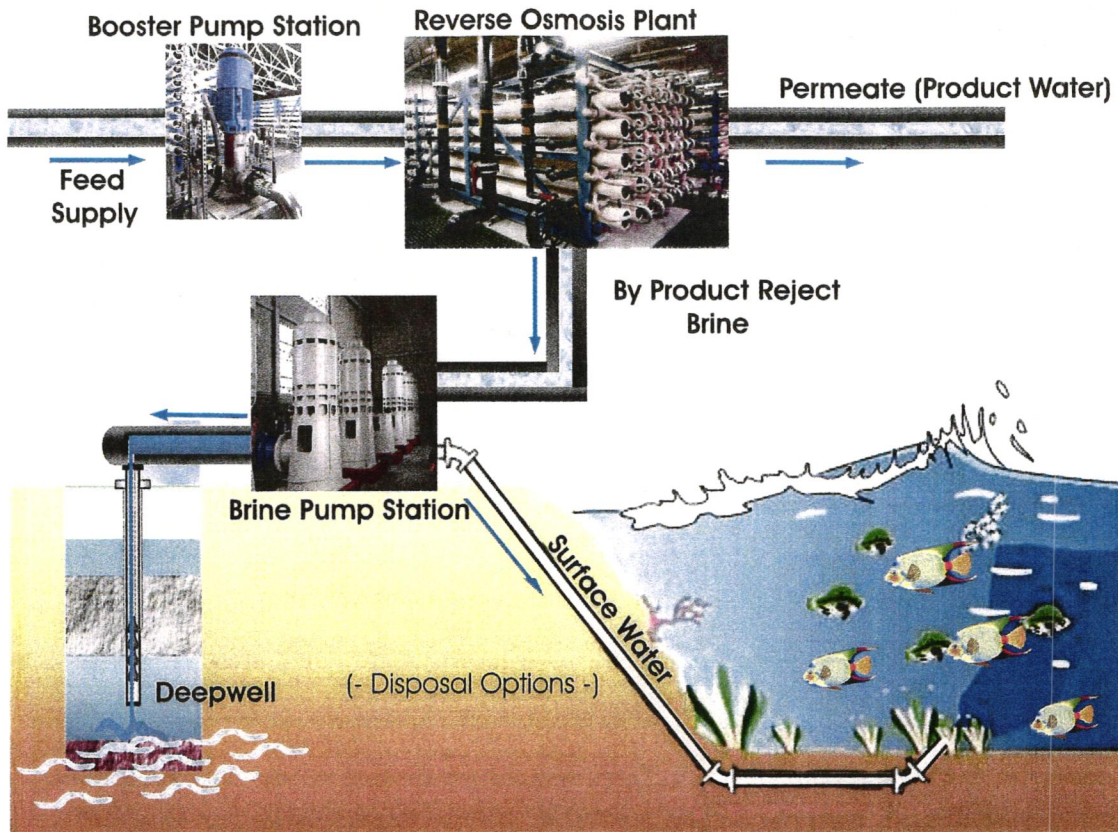 Booster Pump Station
Reverse Osmosis Plant
Permeate (Product Water)
Feed
Supply
By Product Reject
Brine
Brine Pump Station
Surface Water
Deepwell
(- Disposal Options -)